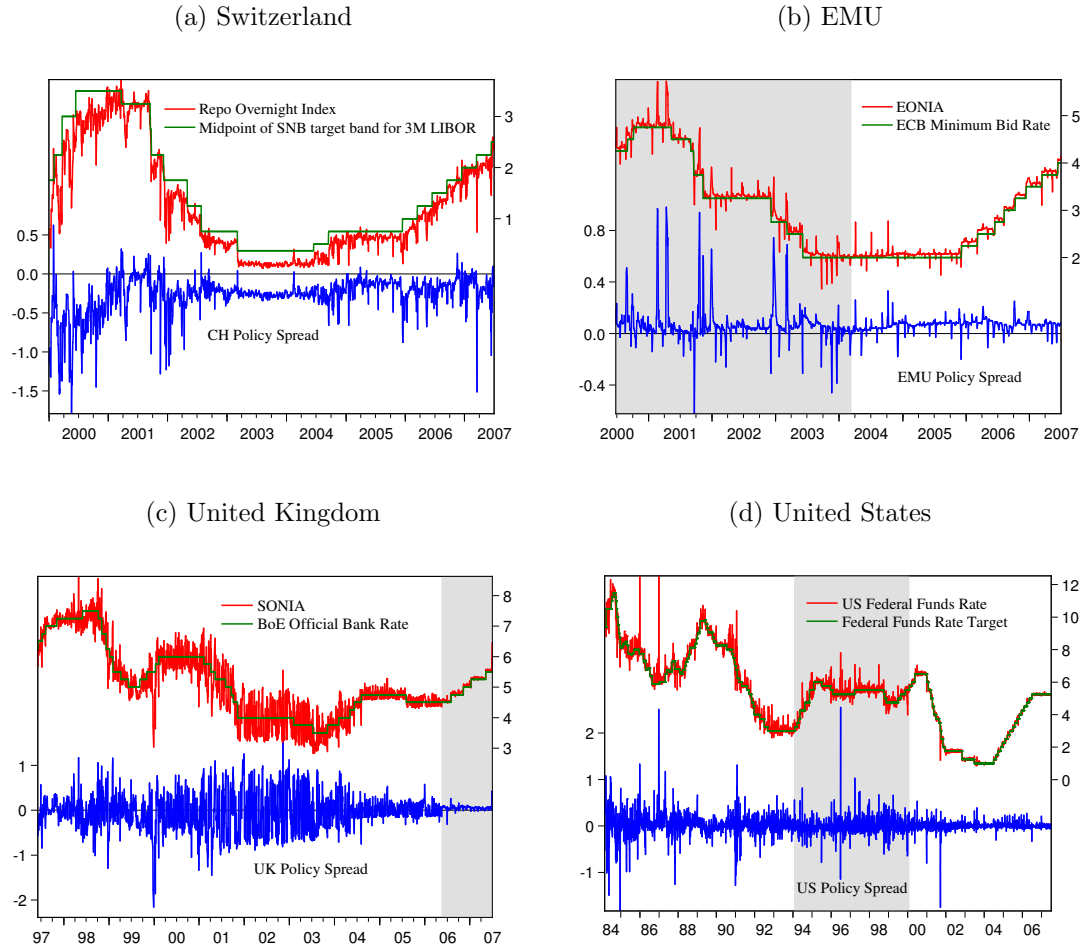 (a) Switzerland
Repo Overnight Index
Midpoint of SNB target band for 3M LIBOR
3
2
1
0.5
0.0
-0.5
-1.0
-1.5
CH Policy Spread
2000 2001 2002 2003 2004 2005 2006 2007
(b) EMU
EONIA
ECB Minimum Bid Rate
5
4
3
2
0.8
0.4
0.0
-0.4
EMU Policy Spread
2000 2001 2002 2003 2004 2005 2006 2007
(c) United Kingdom
SONIA
BoE Official Bank Rate
8
7
6
5
4
3
1
0
-1
-2
UK Policy Spread
97 98 99 00 01 02 03 04 05 06 07
(d) United States
US Federal Funds Rate
Federal Funds Rate Target
12
10
8
6
4
2
0
2
1
0
-1
US Policy Spread
84 86 88 90 92 94 96 98 00 02 04 06